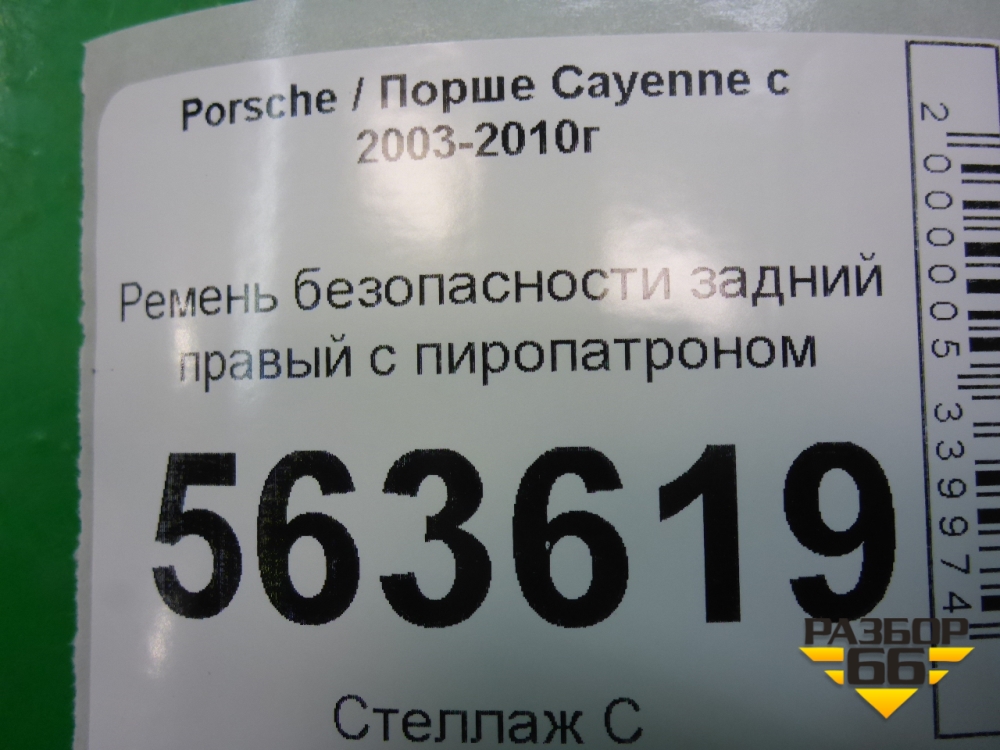 Porsche / Порше Cayenne с
2003-2010г
Ремень безопасности задний
правый с пиропатроном
563619
Стеллаж С
2000005339974
РАЗБОР
66